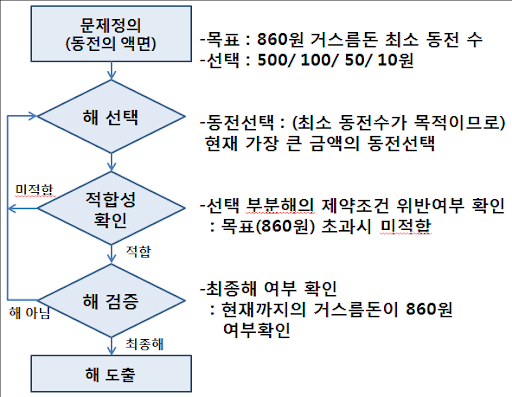 문제정의
(동전의 액면)
-목표 : 860원 거스름돈 최소 동전 수
-선택 : 500/ 100/ 50/ 10원
해 선택
-동전선택 : (최소 동전수가 목적이므로)
현재 가장 큰 금액의 동전선택
미적합
적합성
확인
-선택 부분해의 제약조건 위반여부 확인
: 목표(860원) 초과시 미적합
적합
해 검증
-최종해 여부 확인
: 현재까지의 거스름돈이 860원
여부확인
해 아님
최종해
해 도출